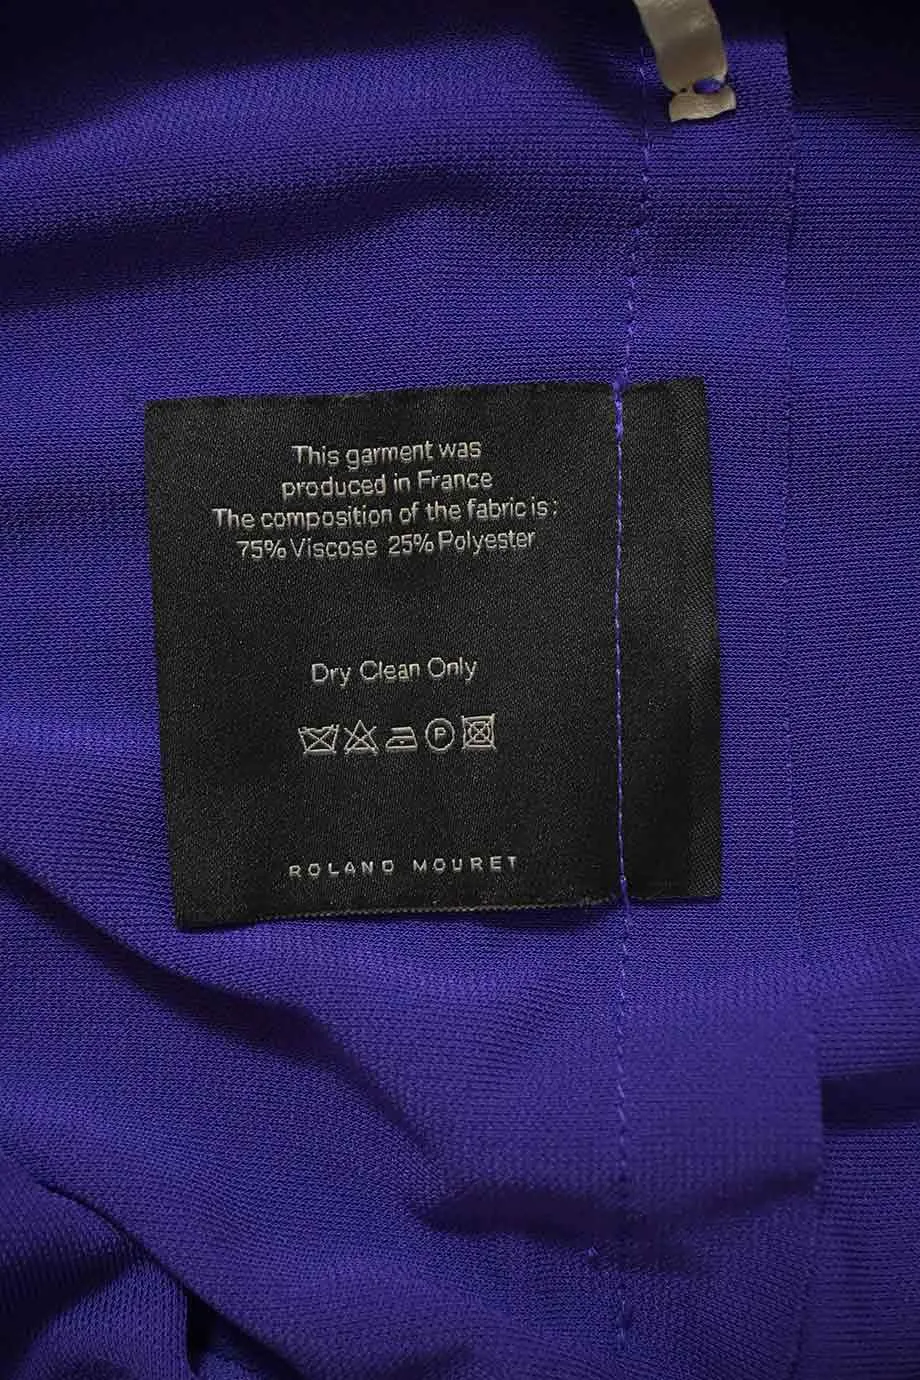 This garment was
produced in France
The composition of the fabric is:
75% Viscose 25% Polyester
Dry Clean Only
P
ROLAND MOURET